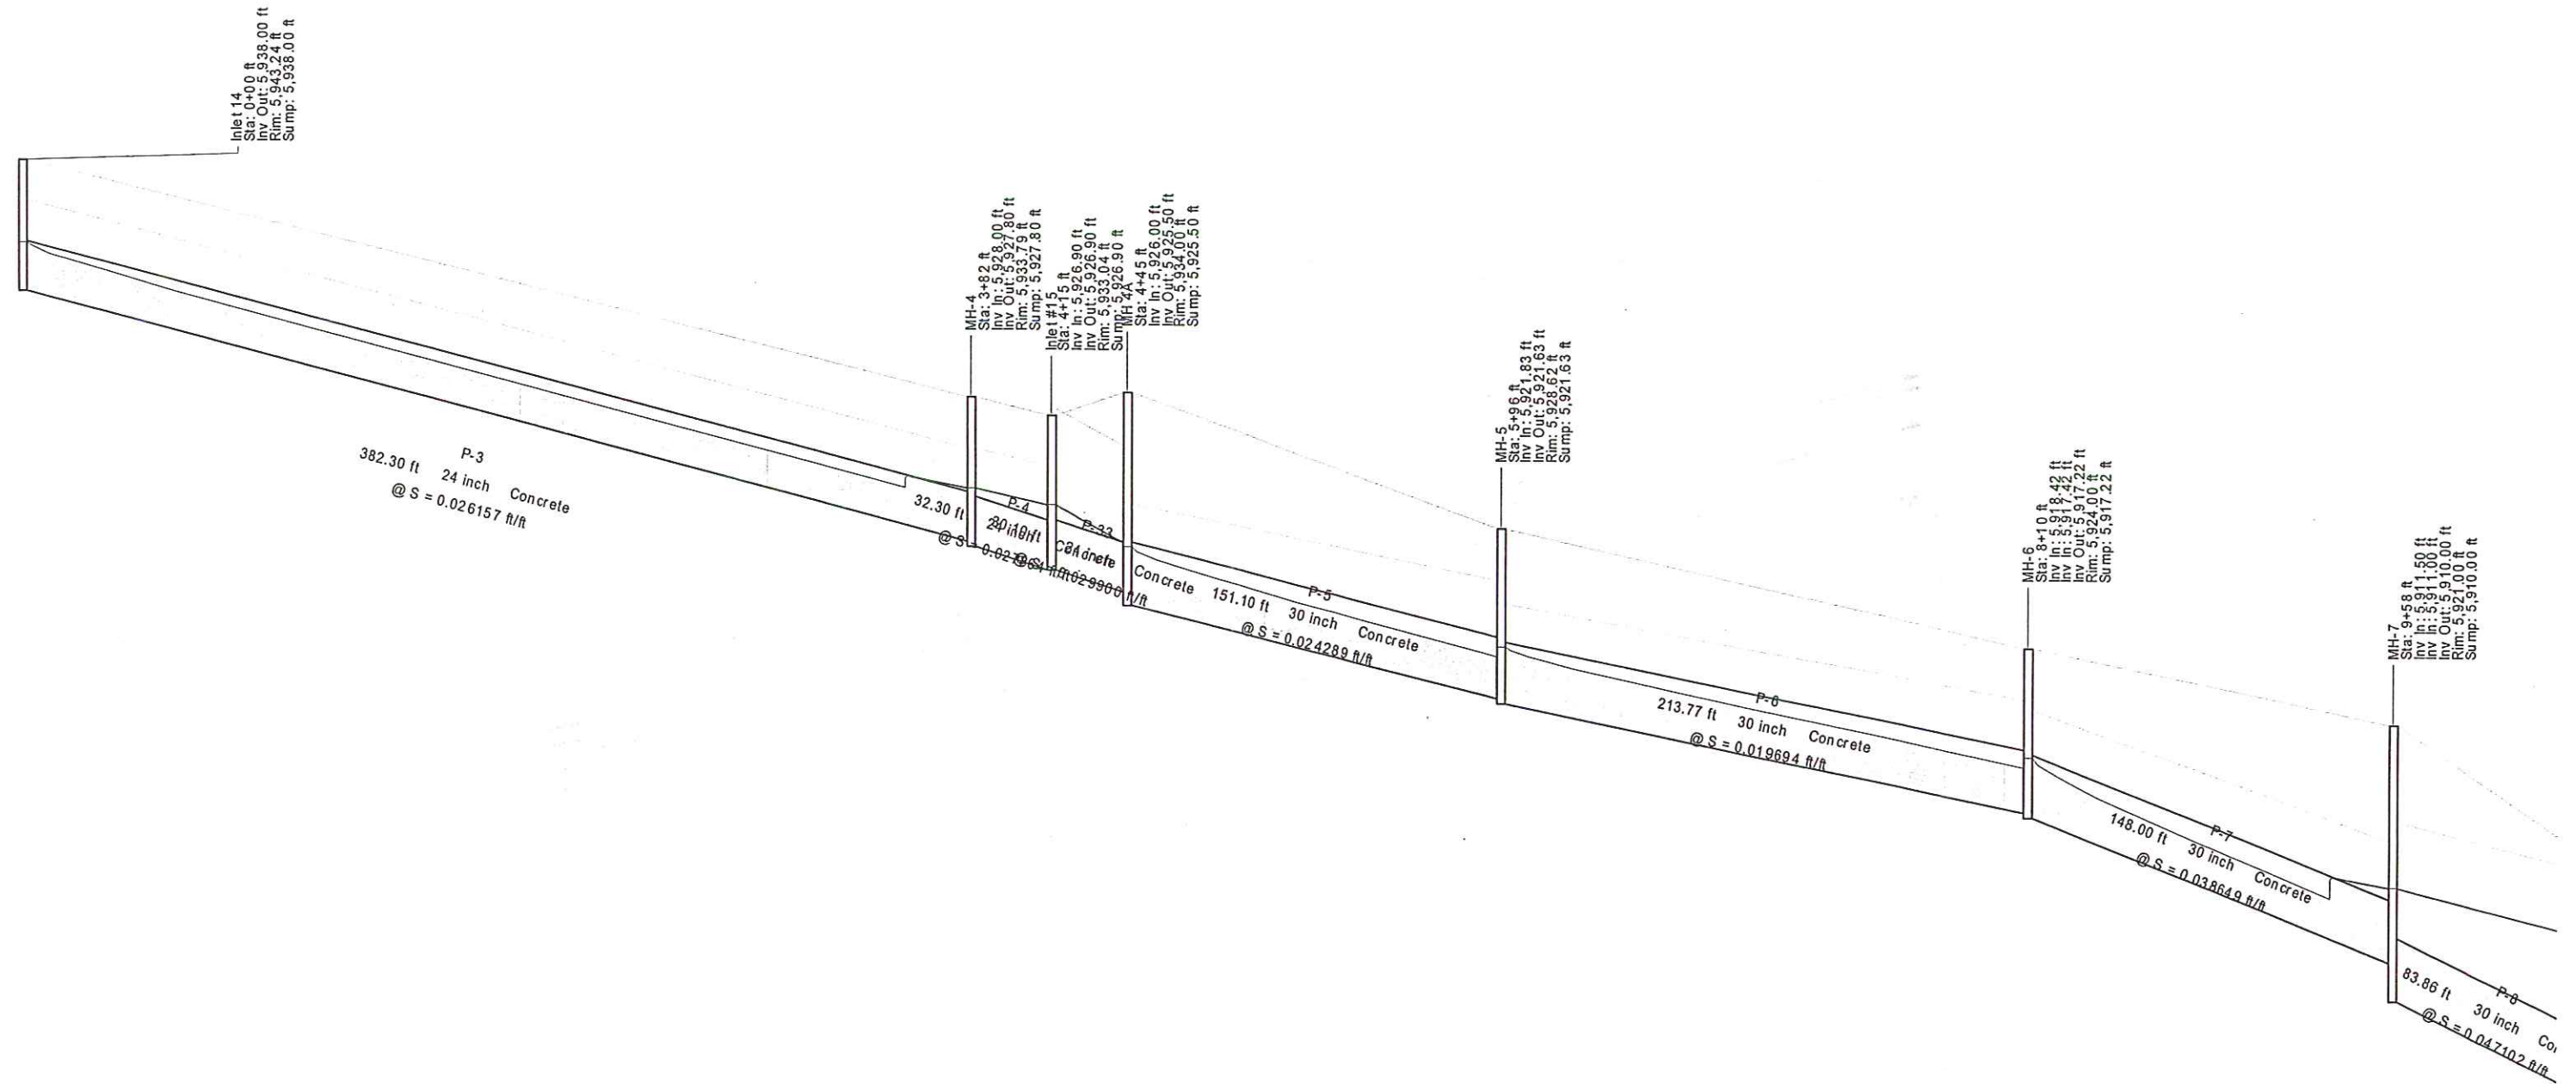 Inlet 14
Sta: 0+00 ft
Inv Out: 5,938.00 ft
Rim: 5,943.24 ft
Sump: 5,938.00 ft
MH-4
Sta: 3+82 ft
Inv In: 5,928.00 ft
Inv Out: 5,927.80 ft
Rim: 5,933.79 ft
Sump: 5,927.80 ft
Inlet #15
Sta: 4+15 ft
Inv In: 5,926.90 ft
Inv Out: 5,926.90 ft
Rim: 5,933.04 ft
Sump: 5,926.90 ft
MH 4A
Sta: 4+45 ft
Inv In: 5,926.00 ft
Inv Out: 5,925.50 ft
Rim: 5,934.00 ft
Sump: 5,925.50 ft
MH-5
Sta: 5+96 ft
Inv In: 5,921.83 ft
Inv Out: 5,921.63 ft
Rim: 5,928.62 ft
Sump: 5,921.63 ft
MH-6
Sta: 8+10 ft
Inv In: 5,918.42 ft
Inv In: 5,917.42 ft
Inv Out: 5,917.22 ft
Rim: 5,924.00 ft
Sump: 5,917.22 ft
MH-7
Sta: 9+58 ft
Inv In: 5,911.50 ft
Inv In: 5,911.00 ft
Inv Out: 5,910.00 ft
Rim: 5,921.00 ft
Sump: 5,910.00 ft
P-3
382.30 ft 24 inch Concrete
@ S = 0.026157 ft/ft
P-4
32.30 ft 24 inch Concrete
@ S =
P-33
Concrete
ft/ft
P-5
151.10 ft 30 inch Concrete
@ S = 0.024289 ft/ft
P-6
213.77 ft 30 inch Concrete
@ S = 0.019694 ft/ft
P-7
148.00 ft 30 inch Concrete
@ S = 0.038649 ft/ft
P-8
83.86 ft 30 inch Co
@ S = 0.047102 ft/ft